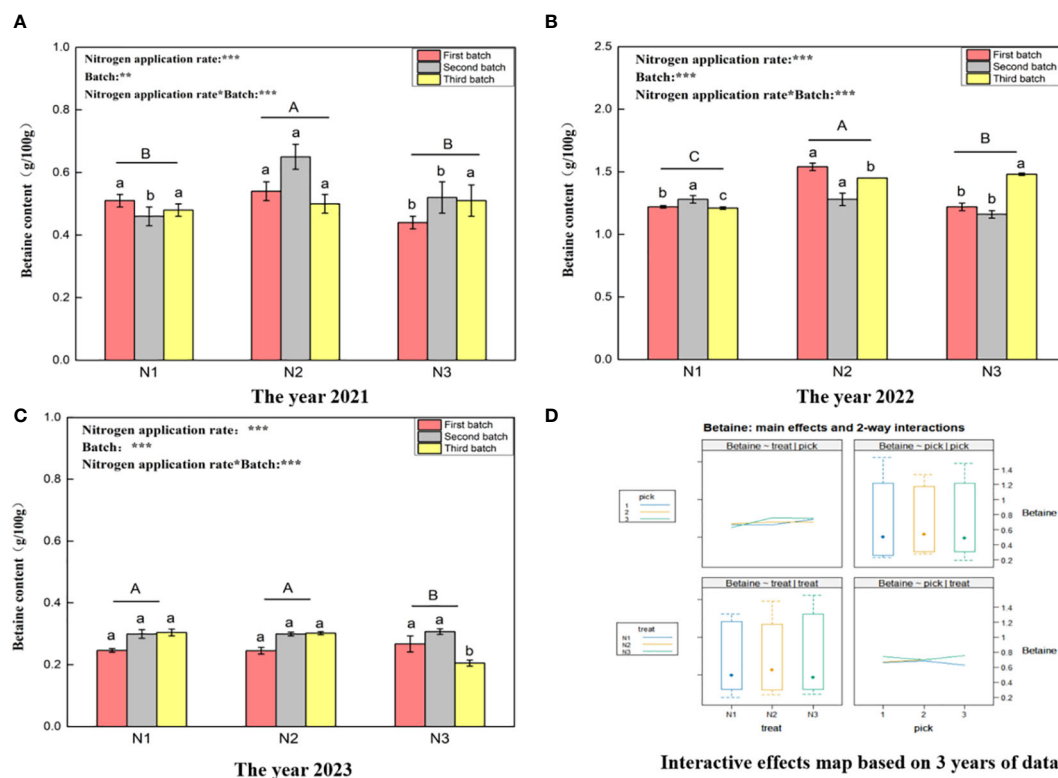 A
Nitrogen application rate:***
Batch:**
Nitrogen application rate*Batch:***
First batch
Second batch
Third batch
Betaine content（g/100g）
1.0
0.8
0.6
0.4
0.2
0.0
B
A
B
a b a
a a a
b b a
N1 N2 N3
The year 2021
B
Nitrogen application rate:***
Batch:***
Nitrogen application rate*Batch:***
First batch
Second batch
Third batch
Betaine content（g/100g）
2.5
2.0
1.5
1.0
0.5
0.0
C
A
B
b a c
a a b
b b a
N1 N2 N3
The year 2022
C
Nitrogen application rate：***
Batch：***
Nitrogen application rate*Batch:***
First batch
Second batch
Third batch
Betaine content（g/100g）
1.0
0.8
0.6
0.4
0.2
0.0
A
A
B
a a a
a a a
a a b
N1 N2 N3
The year 2023
D
Betaine: main effects and 2-way interactions
Betaine ~ treat | pick
Betaine ~ pick | pick
pick
1
2
3
1.4
1.2
1
0.8
0.6
0.4
0.2
Betaine
Betaine ~ treat | treat
Betaine ~ pick | treat
treat
N1
N2
N3
1.4
1.2
1
0.8
0.6
0.4
0.2
Betaine
N1 N2 N3
treat
1 2 3
pick
Interactive effects map based on 3 years of data